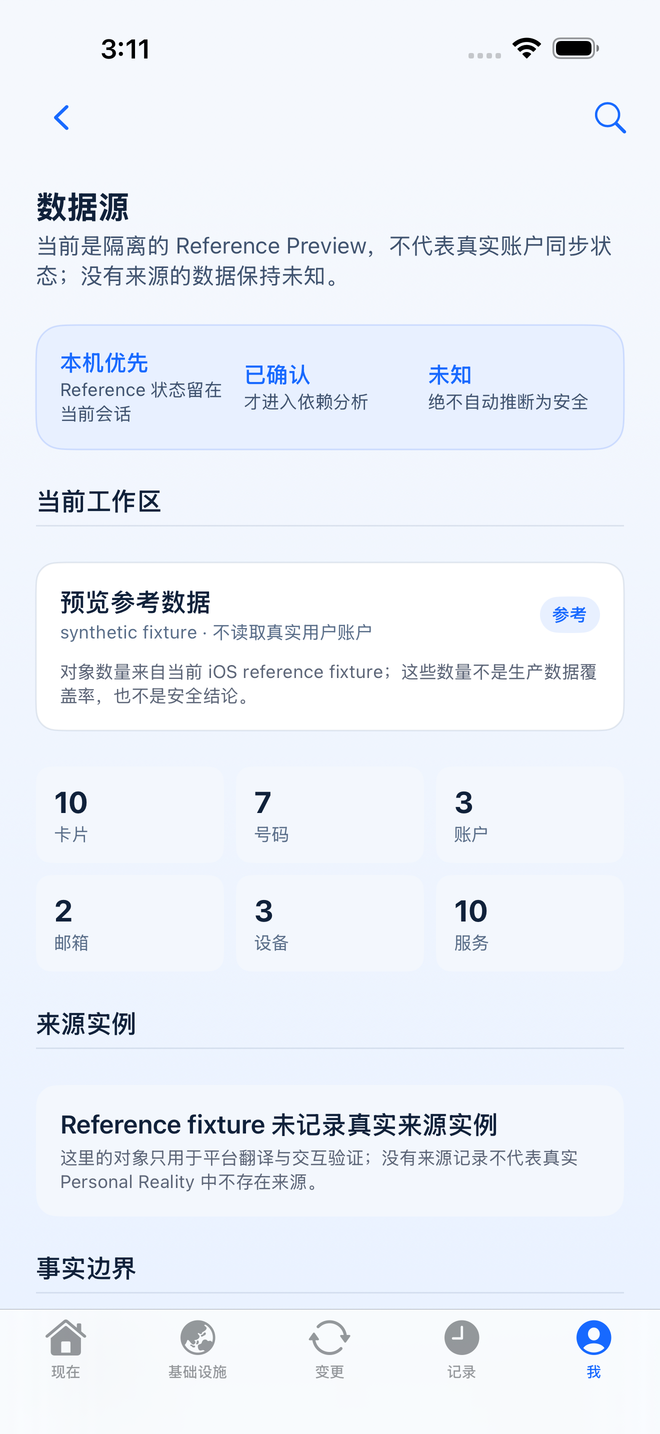 3:11
数据源
当前是隔离的 Reference Preview，不代表真实账户同步状
态；没有来源的数据保持未知。
本机优先
Reference 状态留在
当前会话
已确认
才进入依赖分析
未知
绝不自动推断为安全
当前工作区
预览参考数据
synthetic fixture · 不读取真实用户账户
参考
对象数量来自当前 iOS reference fixture；这些数量不是生产数据覆
盖率，也不是安全结论。
10
卡片
7
号码
3
账户
2
邮箱
3
设备
10
服务
来源实例
Reference fixture 未记录真实来源实例
这里的对象只用于平台翻译与交互验证；没有来源记录不代表真实
Personal Reality 中不存在来源。
事实边界
现在
基础设施
变更
记录
我